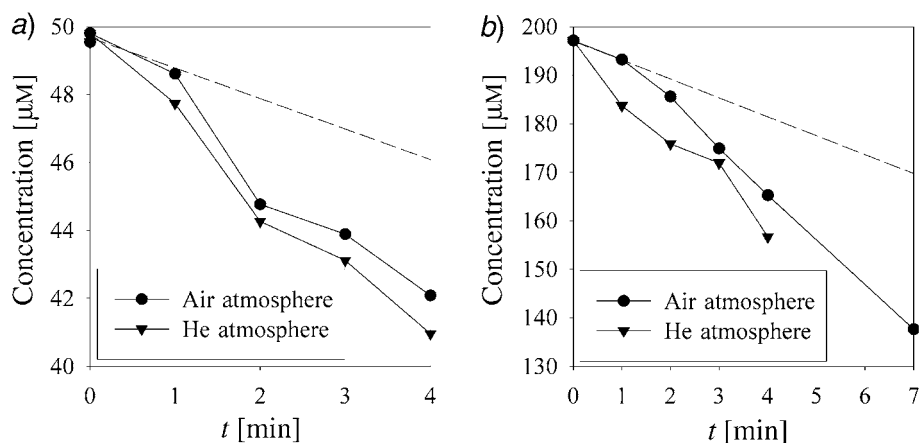 a)
Concentration [µM]
50
48
46
44
42
40
Air atmosphere
He atmosphere
0 1 2 3 4
t [min]
b)
Concentration [µM]
200
190
180
170
160
150
140
130
Air atmosphere
He atmosphere
0 1 2 3 4 5 6 7
t [min]